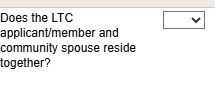 Does the LTC
applicant/member and
community spouse reside
together?